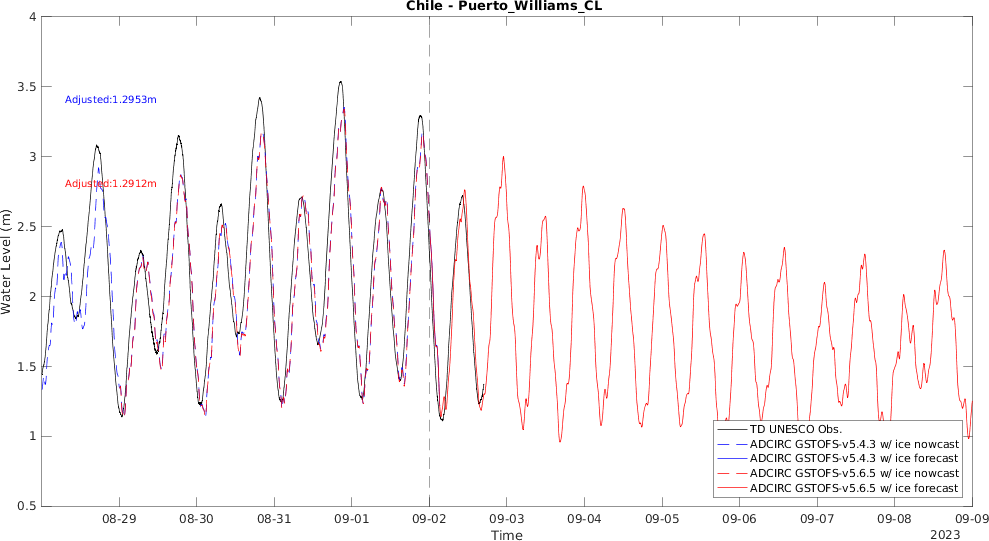 Chile - Puerto_Williams_CL
4
3.5
3
2.5
2
1.5
1
0.5
Water Level (m)
Adjusted:1.2953m
Adjusted:1.2912m
TD UNESCO Obs.
ADCIRC GSTOFS-v5.4.3 w/ ice nowcast
ADCIRC GSTOFS-v5.4.3 w/ ice forecast
ADCIRC GSTOFS-v5.6.5 w/ ice nowcast
ADCIRC GSTOFS-v5.6.5 w/ ice forecast
08-29 08-30 08-31 09-01 09-02 09-03 09-04 09-05 09-06 09-07 09-08 09-09
Time
2023